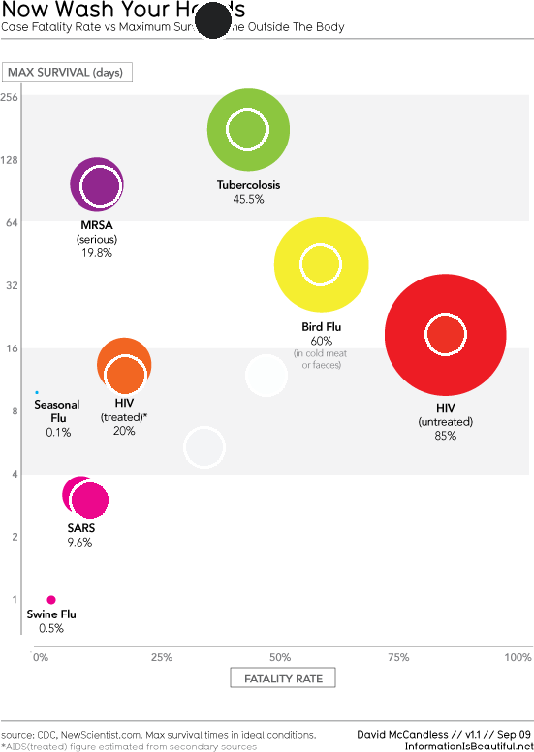 Now Wash Your
Case Fatality Rate vs Maximum Outside The Body
MAX SURVIVAL (days)
256
128
64
32
16
8
4
2
1
Tubercolosis
45.5%
MRSA
(serious)
19.8%
Bird Flu
60%
(in cold meat
or faeces)
HIV
(treated)*
20%
HIV
(untreated)
85%
Seasonal
Flu
0.1%
SARS
9.6%
Swine Flu
0.5%
0%
25%
50%
75%
100%
FATALITY RATE
source: CDC, NewScientist.com. Max survival times in ideal conditions.
*AIDS(treated) figure estimated from secondary sources
David McCandless // v1.1 // Sep 09
InformationIsBeautiful.net